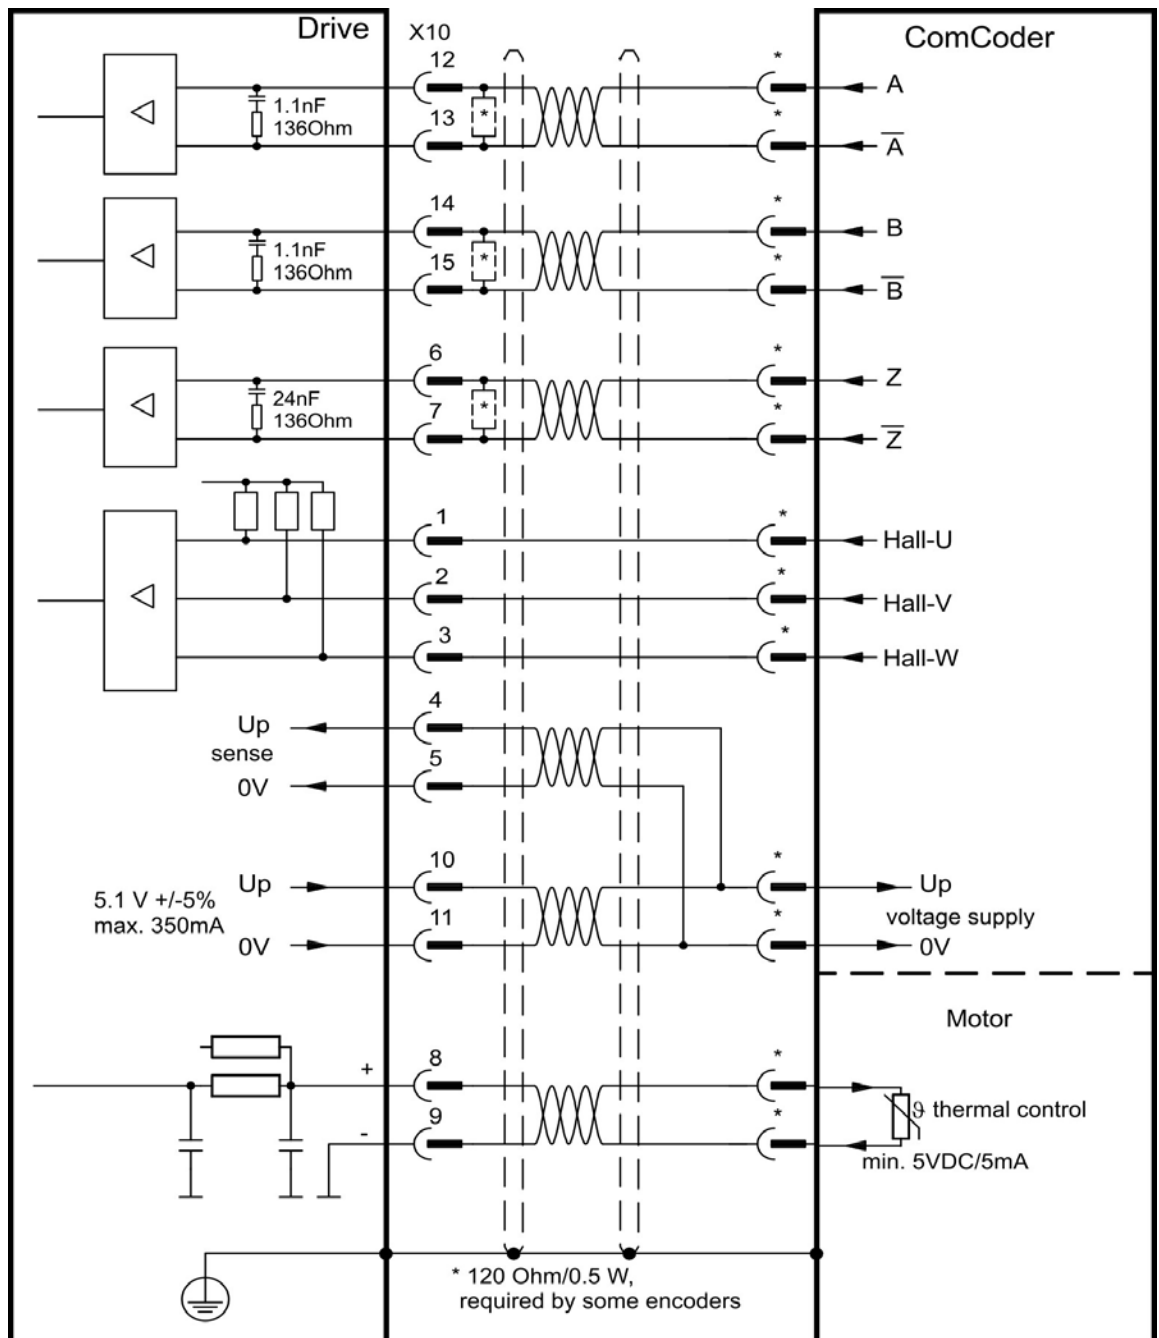 Drive
X10
ComCoder
12
*
A
1.1nF
136Ohm
*
13
*
A̅
14
*
B
1.1nF
136Ohm
*
15
*
B̅
6
*
Z
24nF
136Ohm
*
7
*
Z̅
1
*
Hall-U
2
*
Hall-V
3
*
Hall-W
4
Up
sense
5
0V
10
*
5.1 V +/-5%
max. 350mA
Up
Up
11
*
voltage supply
0V
0V
Motor
8
*
+
9
*
ϑ thermal control
-
min. 5VDC/5mA
* 120 Ohm/0.5 W,
required by some encoders